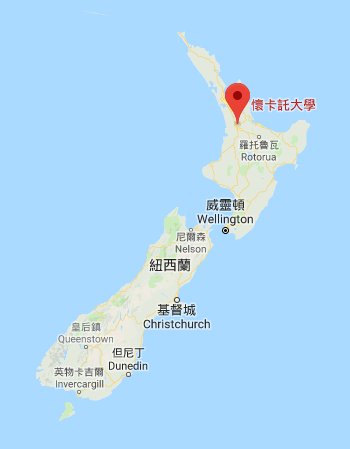 懷卡託大學
羅托魯瓦
Rotorua
威靈頓
Wellington
尼爾森
Nelson
紐西蘭
基督城
Christchurch
皇后鎮
Queenstown
但尼丁
Dunedin
英物卡吉爾
Invercargill